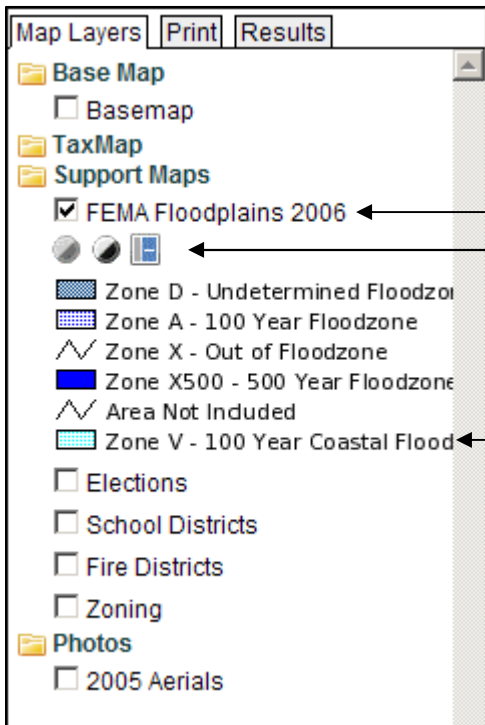 Map Layers Print Results
Base Map
Basemap
TaxMap
Support Maps
FEMA Floodplains 2006
Zone D - Undetermined Floodzo
Zone A - 100 Year Floodzone
Zone X - Out of Floodzone
Zone X500 - 500 Year Floodzone
Area Not Included
Zone V - 100 Year Coastal Flood
Elections
School Districts
Fire Districts
Zoning
Photos
2005 Aerials